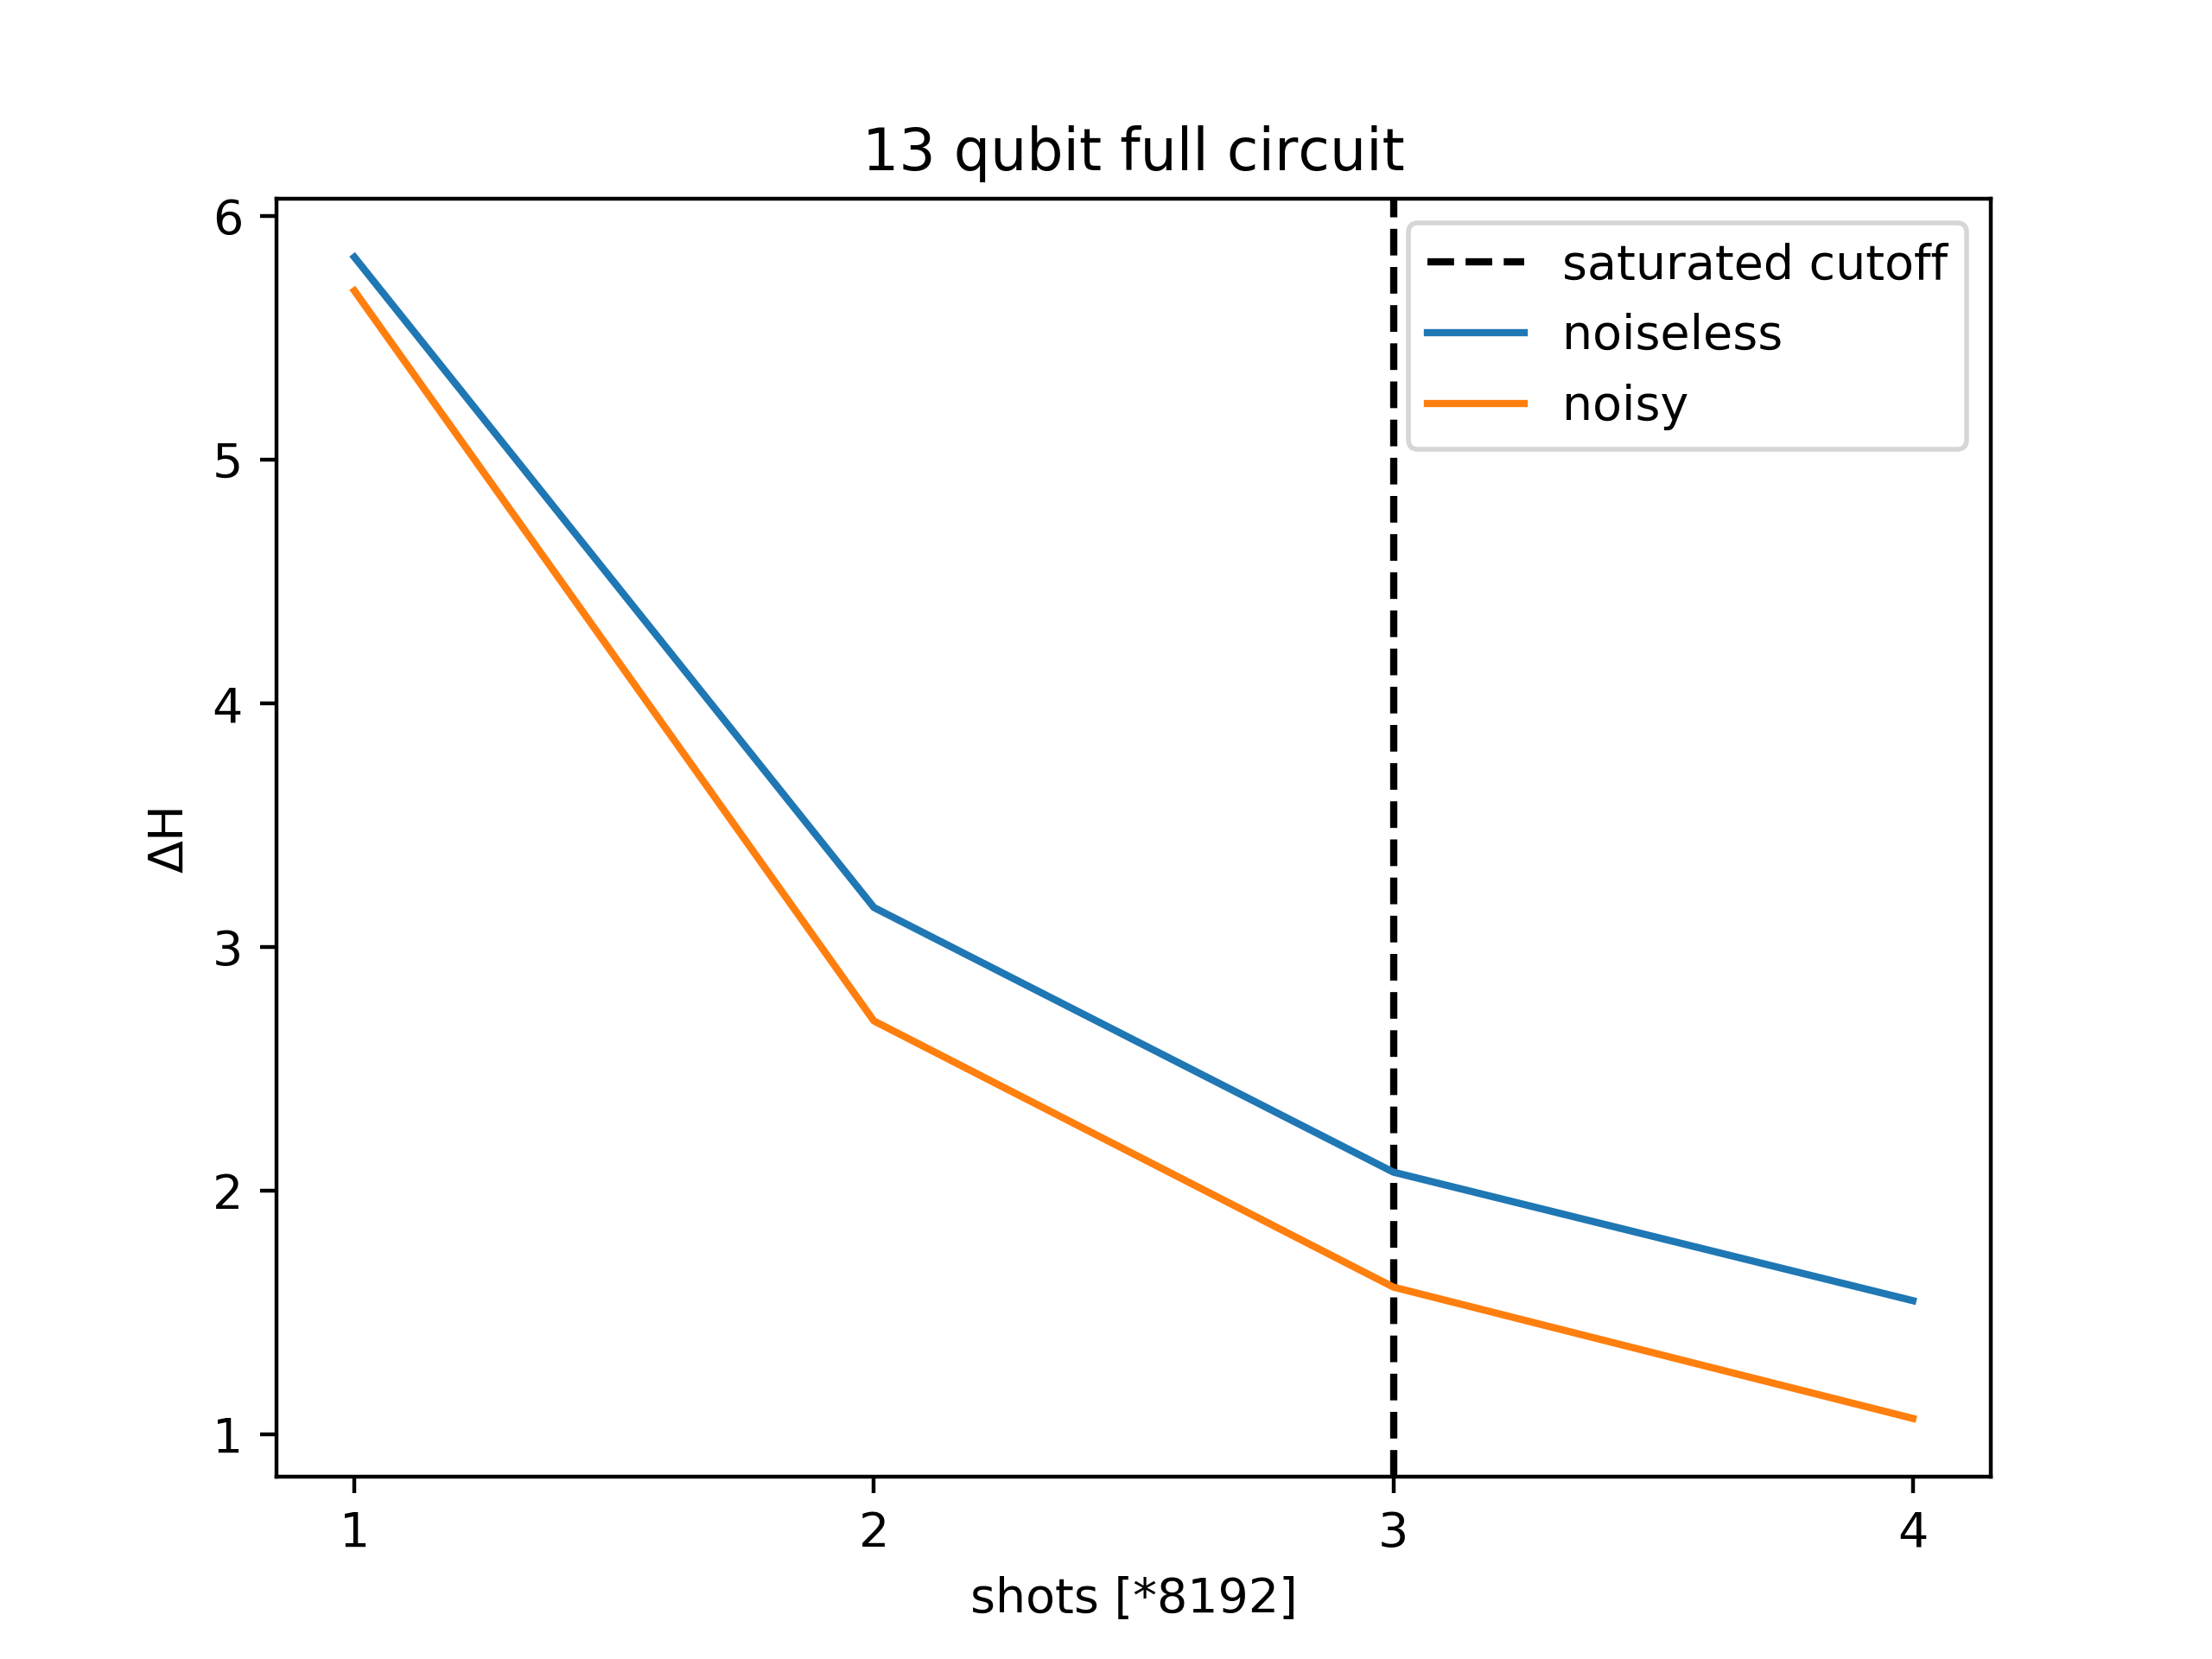 13 qubit full circuit
6
5
4
3
2
1
ΔH
saturated cutoff
noiseless
noisy
1 2 3 4
shots [*8192]